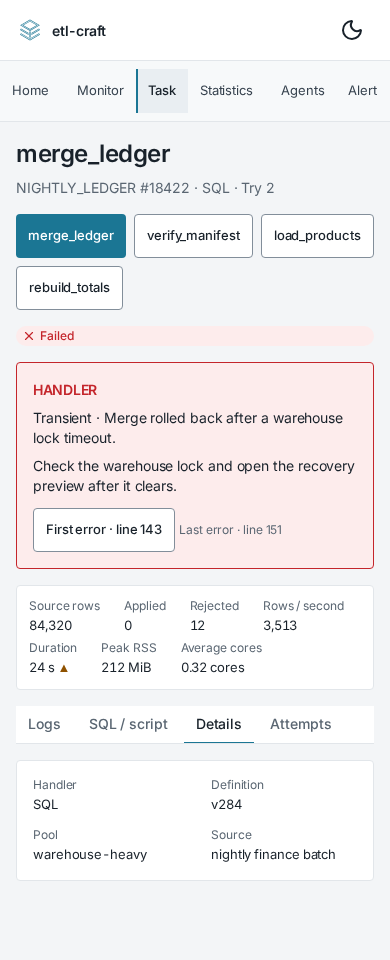 etl-craft
Home Monitor Task Statistics Agents Alert
merge_ledger
NIGHTLY_LEDGER #18422 · SQL · Try 2
merge_ledger verify_manifest load_products
rebuild_totals
Failed
HANDLER
Transient · Merge rolled back after a warehouse
lock timeout.
Check the warehouse lock and open the recovery
preview after it clears.
First error · line 143 Last error · line 151
Source rows Applied Rejected Rows / second
84,320 0 12 3,513
Duration Peak RSS Average cores
24 s ▲ 212 MiB 0.32 cores
Logs SQL / script Details Attempts
Handler Definition
SQL v284
Pool Source
warehouse-heavy nightly finance batch